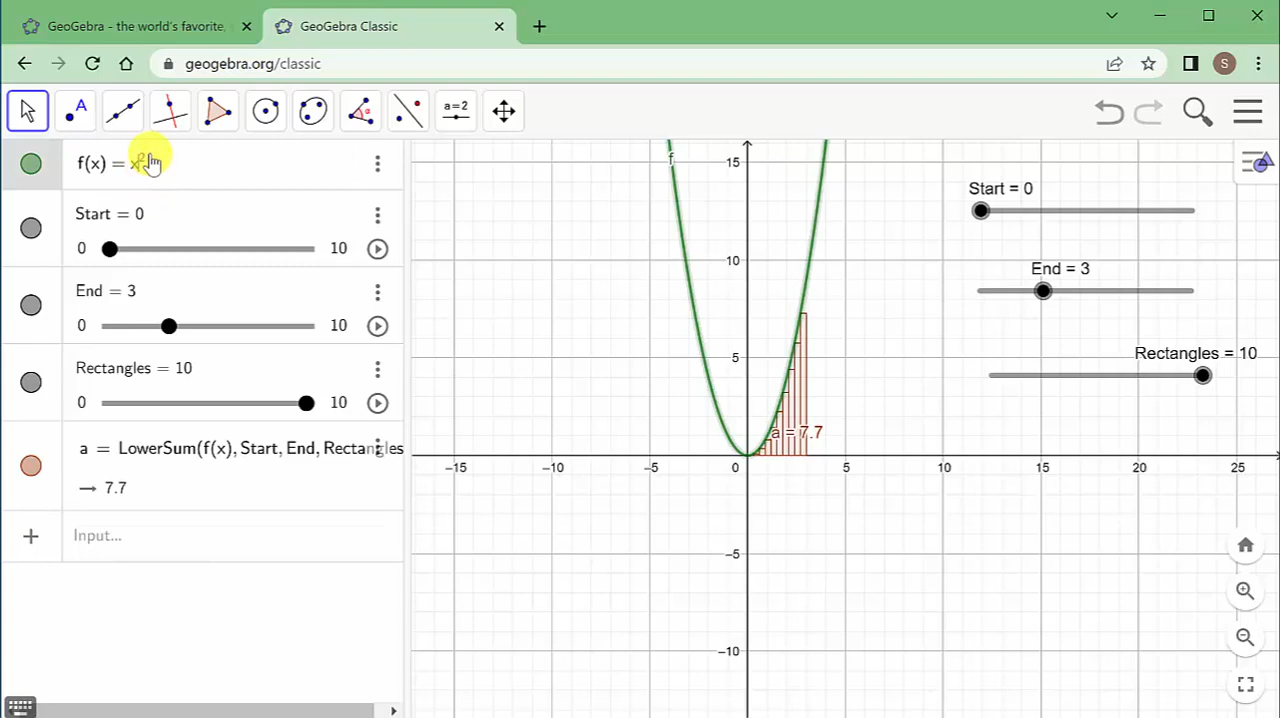 GeoGebra - the world's favorite,
GeoGebra Classic
geogebra.org/classic
S
A
α
a=2
f(x) = x²
Start = 0
0 10
End = 3
0 10
Rectangles = 10
0 10
a = LowerSum(f(x), Start, End, Rectangles
→ 7.7
+ Input...
f
15
10
5
a = 7.7
−15 −10 −5 0 5 10 15 20 25
−5
−10
Start = 0
End = 3
Rectangles = 10